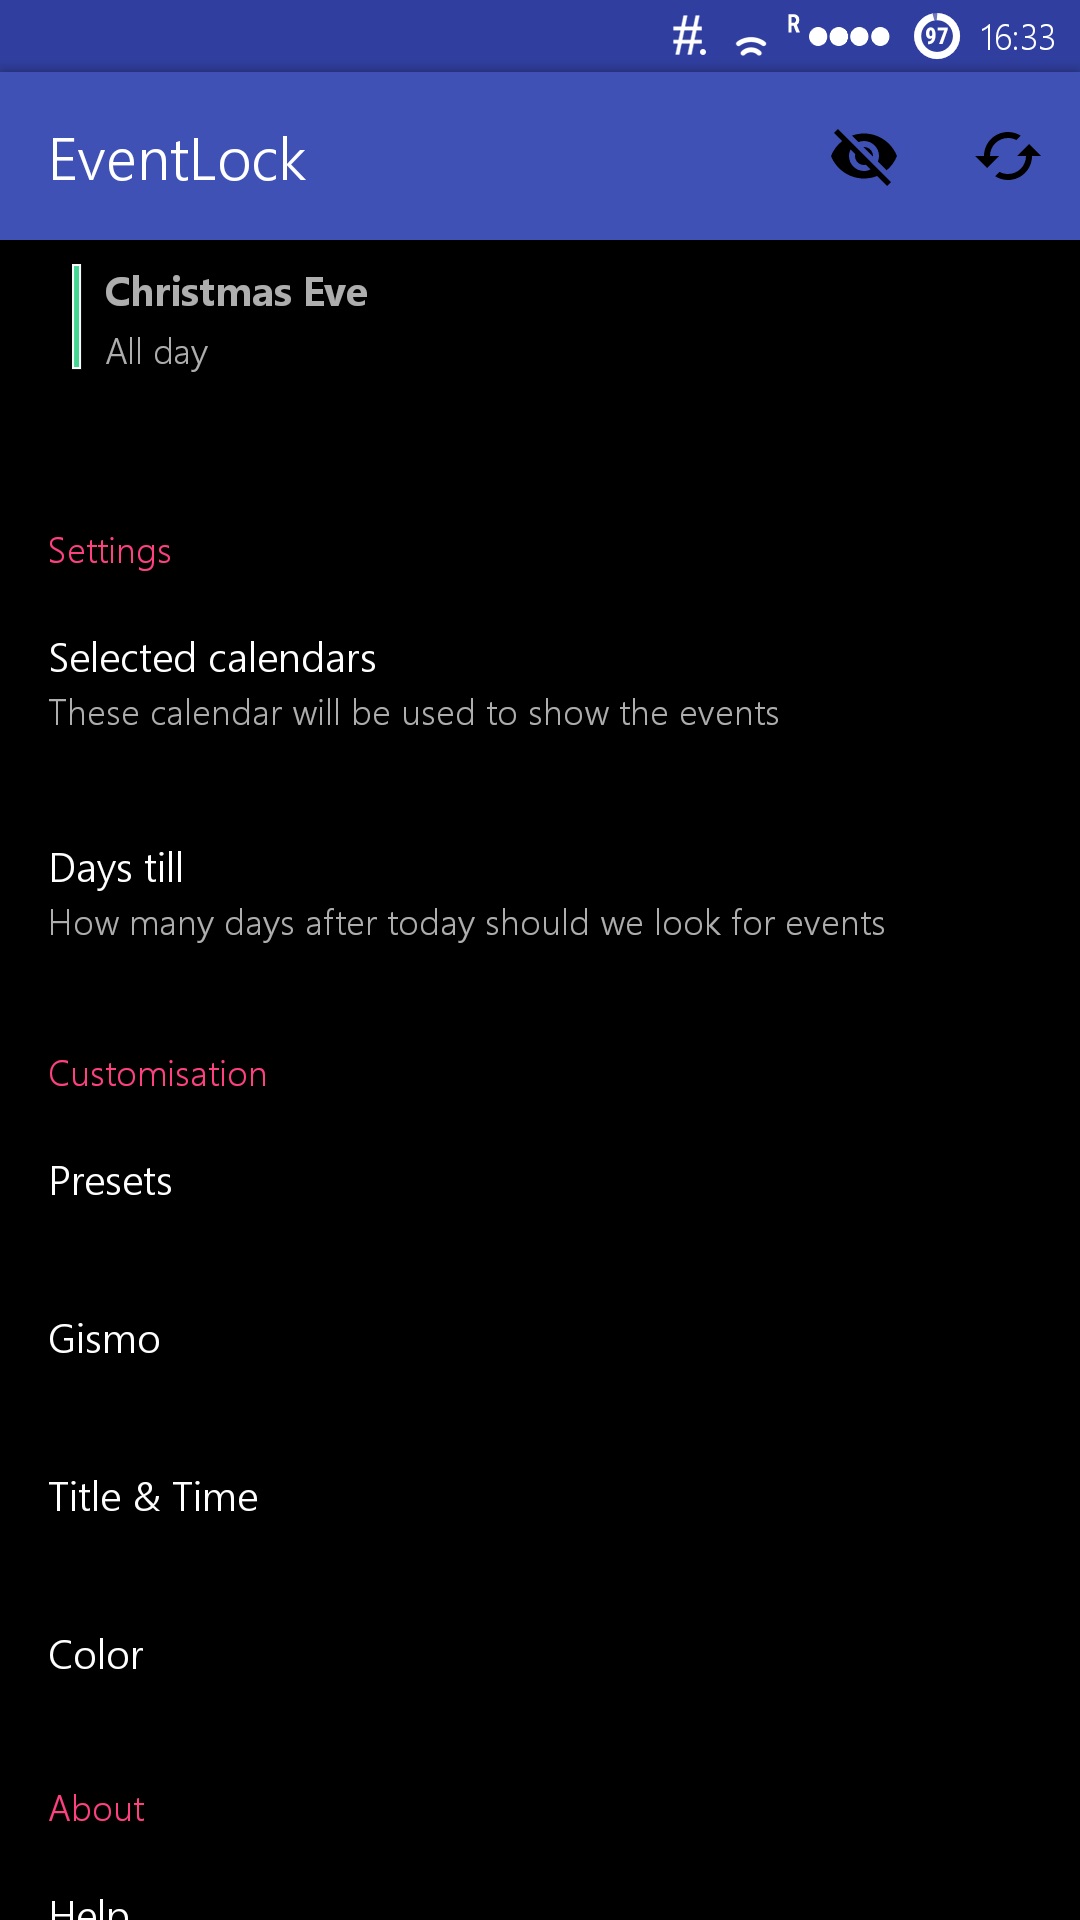 #. R 97 16:33
EventLock
Christmas Eve
All day
Settings
Selected calendars
These calendar will be used to show the events
Days till
How many days after today should we look for events
Customisation
Presets
Gismo
Title & Time
Color
About
Help